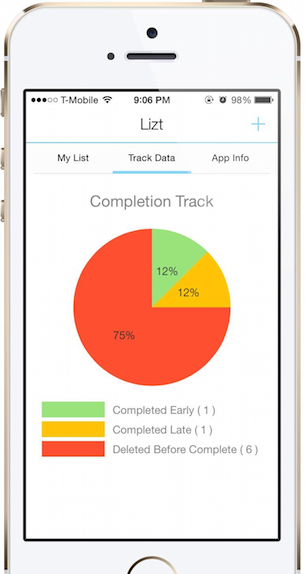 T-Mobile 9:06 PM 98%
Lizt +
My List Track Data App Info
Completion Track
12%
12%
75%
Completed Early ( 1 )
Completed Late ( 1 )
Deleted Before Complete ( 6 )